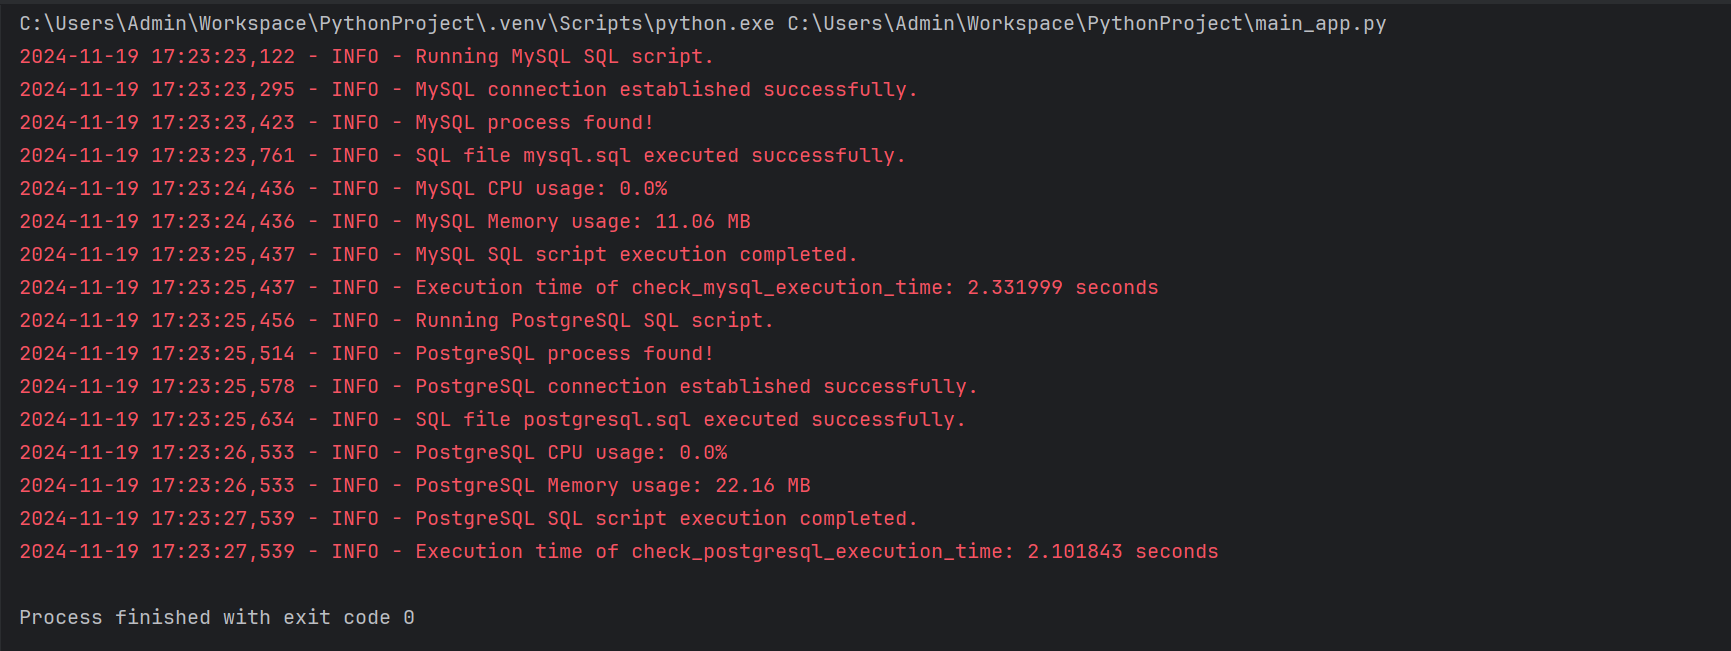 C:\Users\Admin\Workspace\PythonProject\.venv\Scripts\python.exe C:\Users\Admin\Workspace\PythonProject\main_app.py
2024-11-19 17:23:23,122 - INFO - Running MySQL SQL script.
2024-11-19 17:23:23,295 - INFO - MySQL connection established successfully.
2024-11-19 17:23:23,423 - INFO - MySQL process found!
2024-11-19 17:23:23,761 - INFO - SQL file mysql.sql executed successfully.
2024-11-19 17:23:24,436 - INFO - MySQL CPU usage: 0.0%
2024-11-19 17:23:24,436 - INFO - MySQL Memory usage: 11.06 MB
2024-11-19 17:23:25,437 - INFO - MySQL SQL script execution completed.
2024-11-19 17:23:25,437 - INFO - Execution time of check_mysql_execution_time: 2.331999 seconds
2024-11-19 17:23:25,456 - INFO - Running PostgreSQL SQL script.
2024-11-19 17:23:25,514 - INFO - PostgreSQL process found!
2024-11-19 17:23:25,578 - INFO - PostgreSQL connection established successfully.
2024-11-19 17:23:25,634 - INFO - SQL file postgresql.sql executed successfully.
2024-11-19 17:23:26,533 - INFO - PostgreSQL CPU usage: 0.0%
2024-11-19 17:23:26,533 - INFO - PostgreSQL Memory usage: 22.16 MB
2024-11-19 17:23:27,539 - INFO - PostgreSQL SQL script execution completed.
2024-11-19 17:23:27,539 - INFO - Execution time of check_postgresql_execution_time: 2.101843 seconds
Process finished with exit code 0